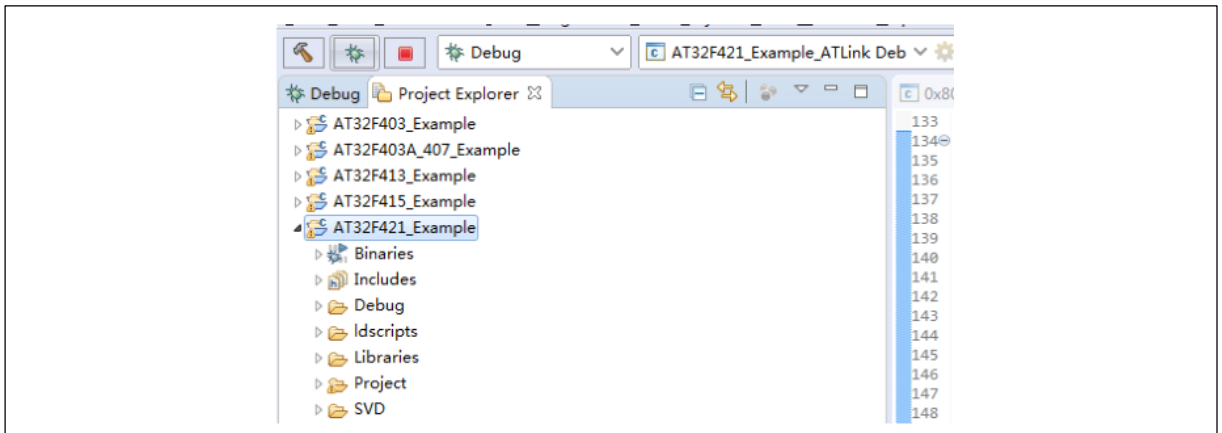 Debug
AT32F421_Example_ATLink Deb
Debug Project Explorer
0x80
AT32F403_Example
AT32F403A_407_Example
AT32F413_Example
AT32F415_Example
AT32F421_Example
Binaries
Includes
Debug
ldscripts
Libraries
Project
SVD
133
134
135
136
137
138
139
140
141
142
143
144
145
146
147
148